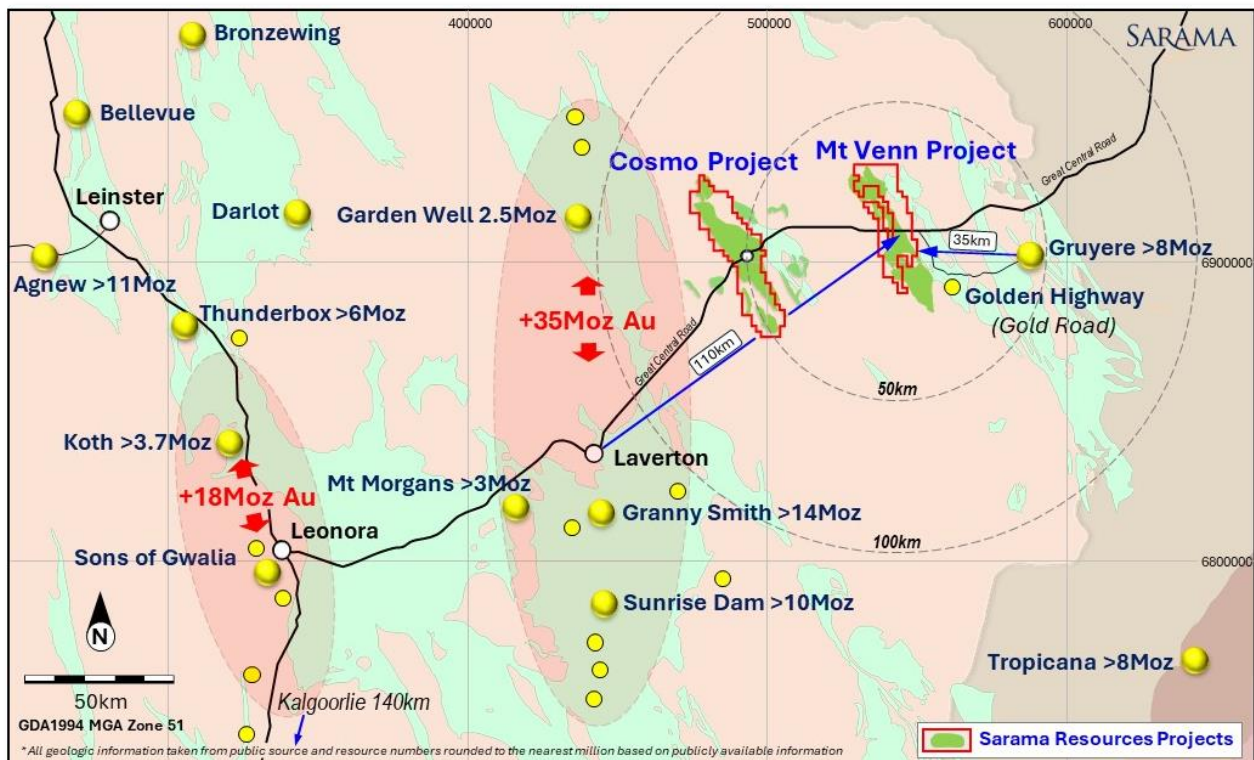 400000
500000
600000
SARAMA
Bronzewing
Bellevue
Cosmo Project
Mt Venn Project
Great Central Road
Leinster
Darlot
Garden Well 2.5Moz
35km
Gruyere >8Moz
6900000
Agnew >11Moz
Golden Highway
(Gold Road)
Thunderbox >6Moz
+35Moz Au
Great Central Road
110km
50km
Koth >3.7Moz
Laverton
+18Moz Au
Mt Morgans >3Moz
Granny Smith >14Moz
Leonora
100km
Sons of Gwalia
6800000
Sunrise Dam >10Moz
N
Tropicana >8Moz
50km
Kalgoorlie 140km
GDA1994 MGA Zone 51
* All geologic information taken from public source and resource numbers rounded to the nearest million based on publicly available information
Sarama Resources Projects